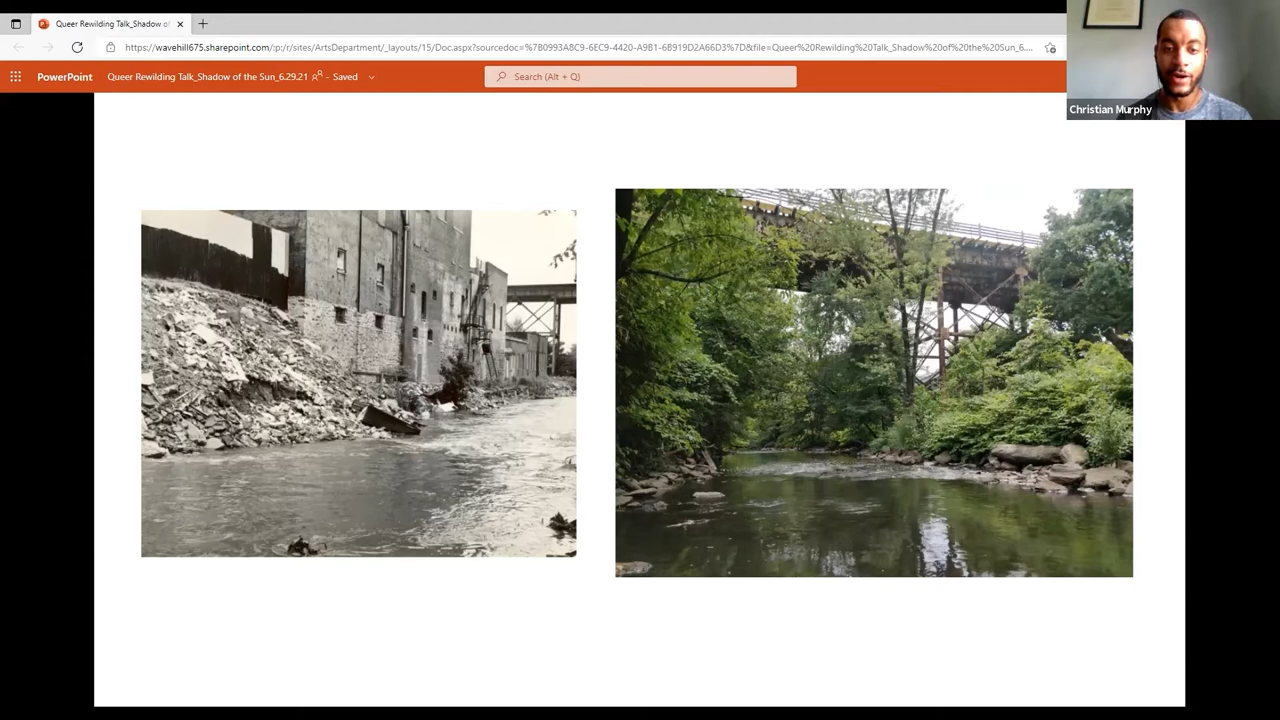 Queer Rewilding Talk_Shadow of
https://wavehill675.sharepoint.com/:p:/r/sites/ArtsDepartment/_layouts/15/Doc.aspx?sourcedoc=%7B0993A8C9-6EC9-4420-A9B1-6B919D2A66D3%7D&file=Queer%20Rewilding%20Talk_Shadow%20of%20the%20Sun_6....
PowerPoint
Queer Rewilding Talk_Shadow of the Sun_6.29.21 - Saved
Search (Alt + Q)
Christian Murphy